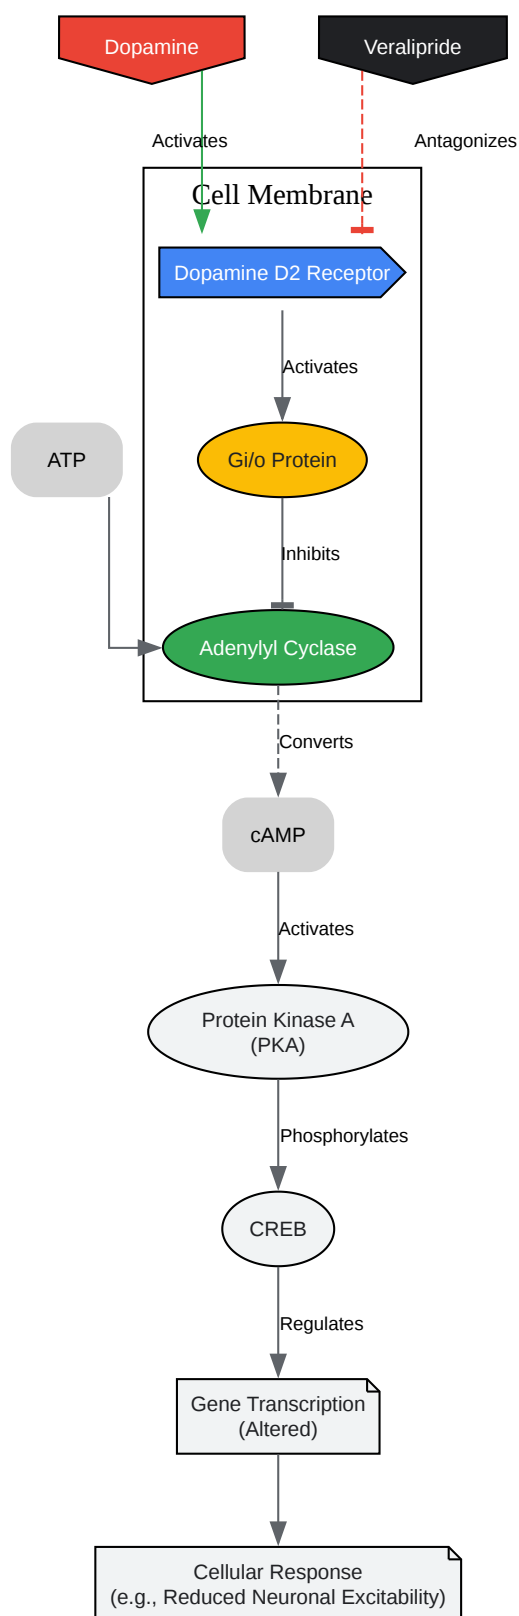 Dopamine
Veralipride
Activates
Antagonizes
Cell Membrane
Dopamine D2 Receptor
Activates
ATP
Gi/o Protein
Inhibits
Adenylyl Cyclase
Converts
cAMP
Activates
Protein Kinase A
(PKA)
Phosphorylates
CREB
Regulates
Gene Transcription
(Altered)
Cellular Response
(e.g., Reduced Neuronal Excitability)